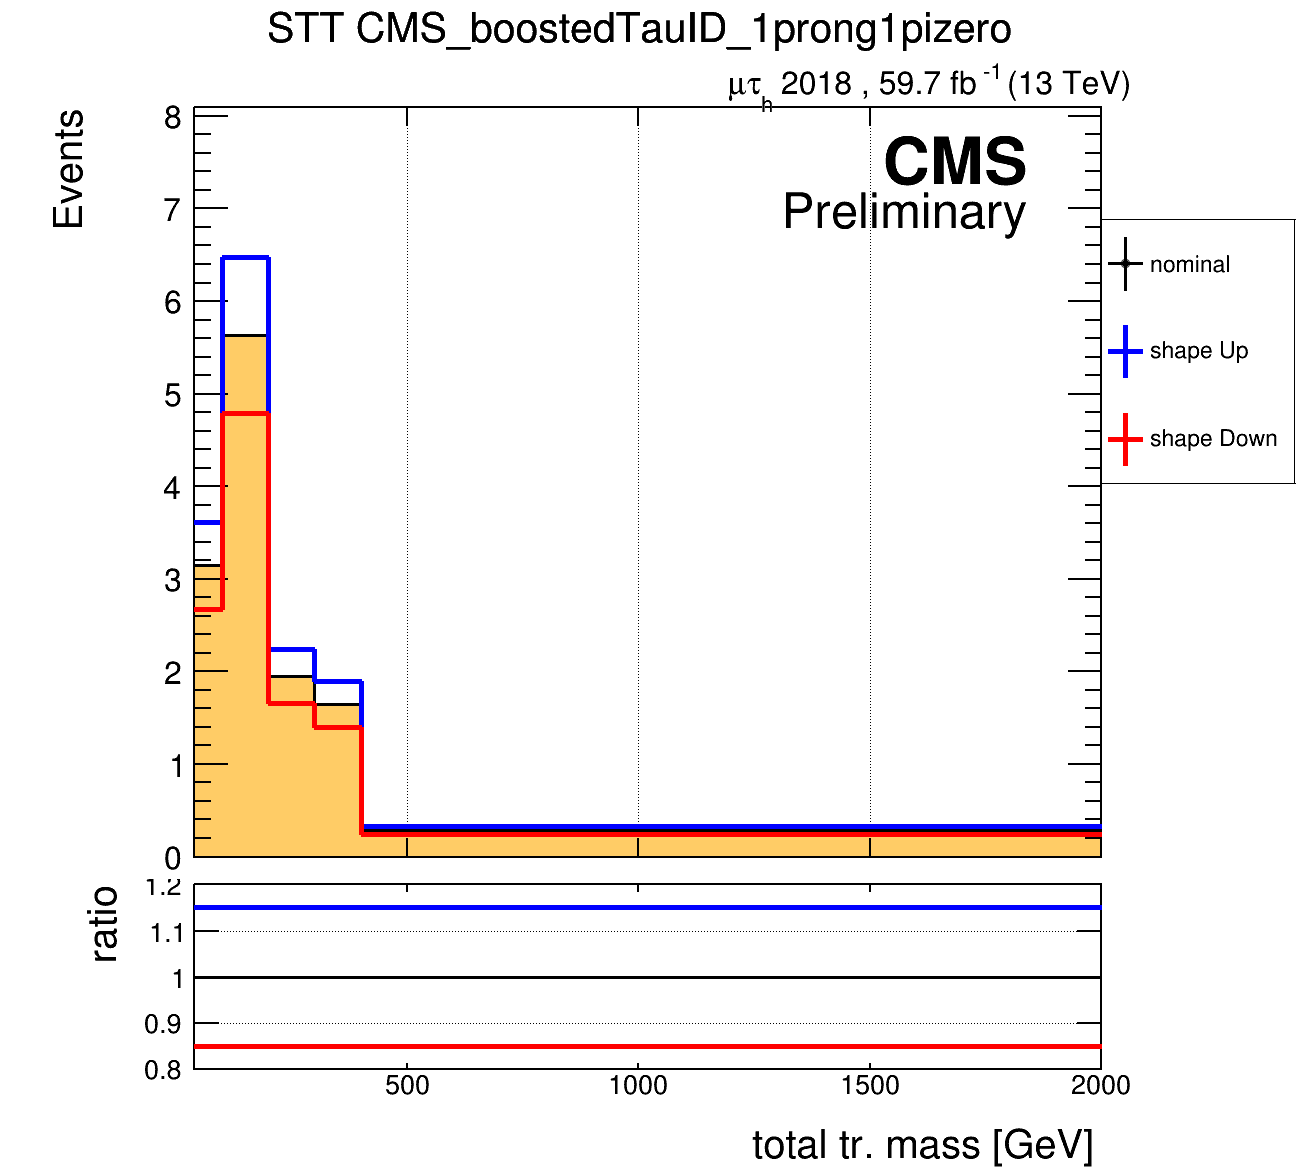 STT CMS_boostedTauID_1prong1pizero
μτh 2018 , 59.7 fb-1 (13 TeV)
Events
8
7
6
5
4
3
2
1
0
CMS
Preliminary
nominal
shape Up
shape Down
ratio
1.2
1.1
1
0.9
0.8
500 1000 1500 2000
total tr. mass [GeV]